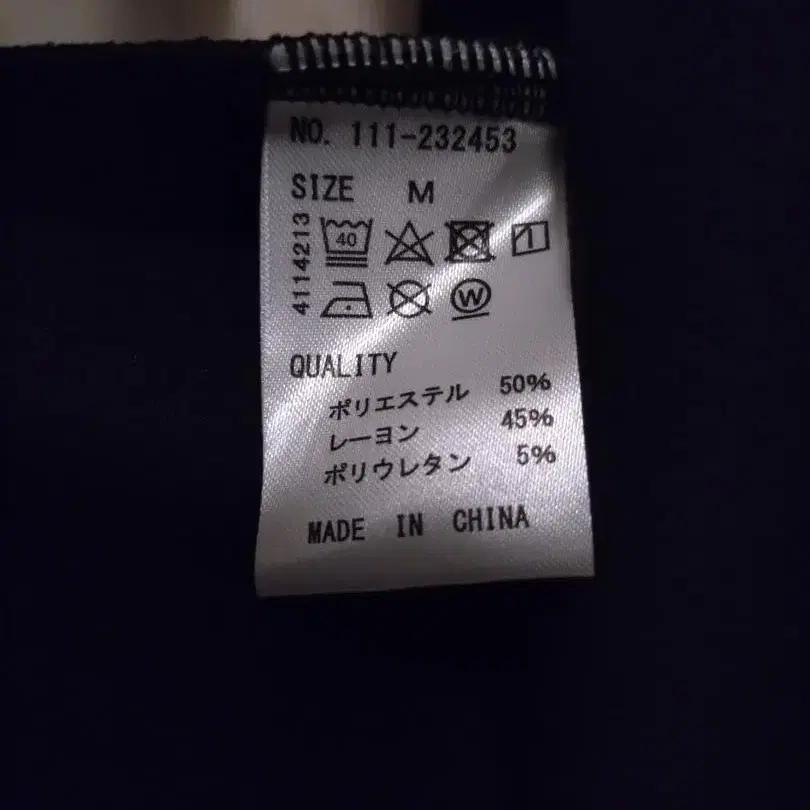 NO. 111-232453
SIZE M
4114213
40
W
QUALITY
ポリエステル 50%
レーヨン 45%
ポリウレタン 5%
MADE IN CHINA